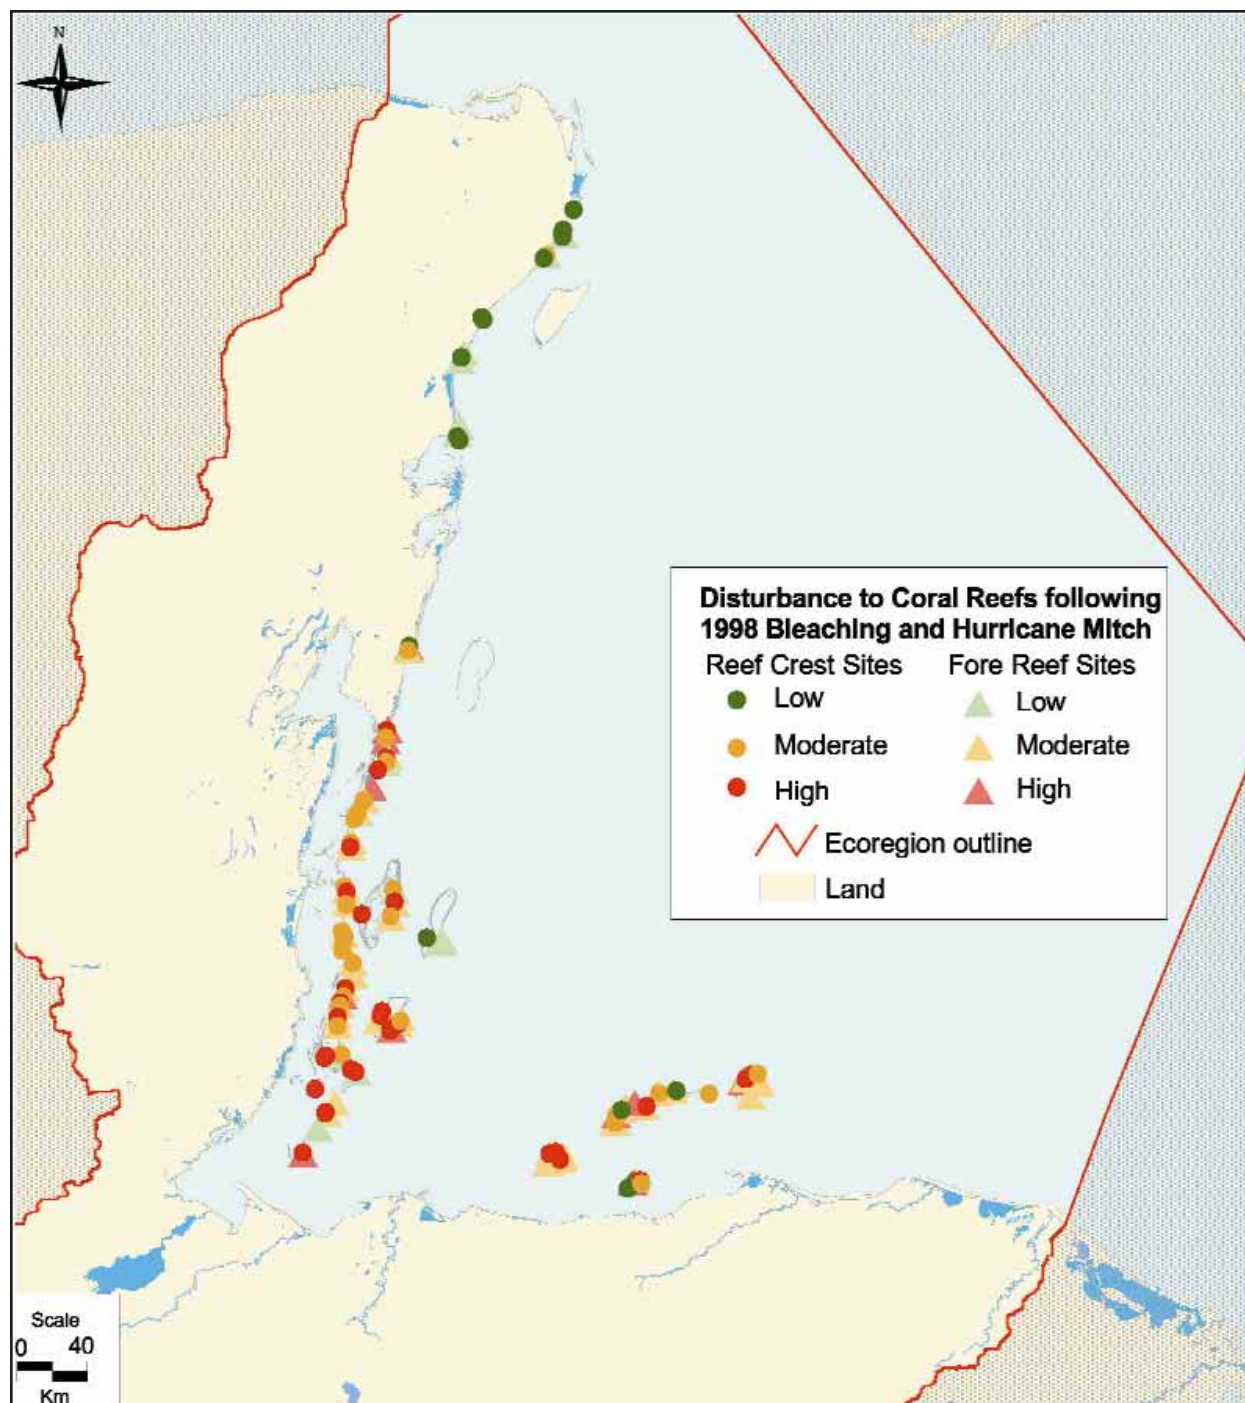 N
Disturbance to Coral Reefs following
1998 Bleaching and Hurricane Mitch
Reef Crest Sites Fore Reef Sites
Low Low
Moderate Moderate
High High
Ecoregion outline
Land
Scale
0 40
Km